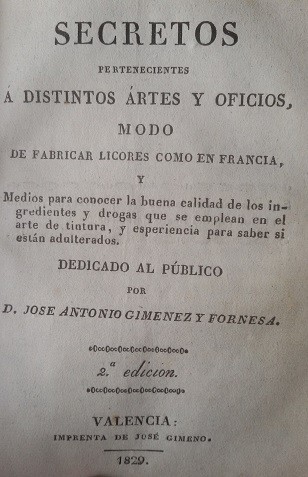 SECRETOS
PERTENECIENTES
Á DISTINTOS ÁRTES Y OFICIOS,
MODO
DE FABRICAR LICORES COMO EN FRANCIA,
Y
Medios para conocer la buena calidad de los in-
gredientes y drogas que se emplean en el
arte de tintura, y esperiencia para saber si
están adulterados.
DEDICADO AL PÚBLICO
POR
D. JOSE ANTONIO GIMENEZ Y FORNESA.
2.ª edicion.
VALENCIA:
IMPRENTA DE JOSÉ GIMENO.
1829.